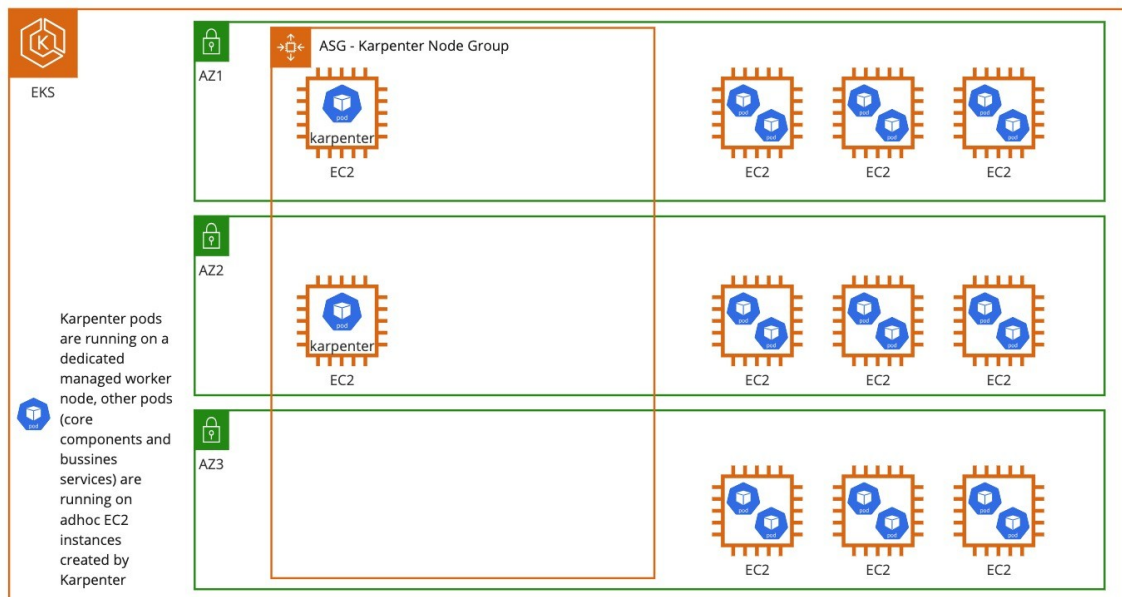 EKS
Karpenter pods
are running on a
dedicated
managed worker
node, other pods
(core
components and
bussines
services) are
running on
adhoc EC2
instances
created by
Karpenter
pod
AZ1
ASG - Karpenter Node Group
pod
karpenter
EC2
pod
pod
EC2
pod
pod
EC2
pod
pod
EC2
AZ2
pod
karpenter
EC2
pod
pod
EC2
pod
pod
EC2
pod
pod
EC2
AZ3
pod
pod
EC2
pod
pod
EC2
pod
pod
EC2